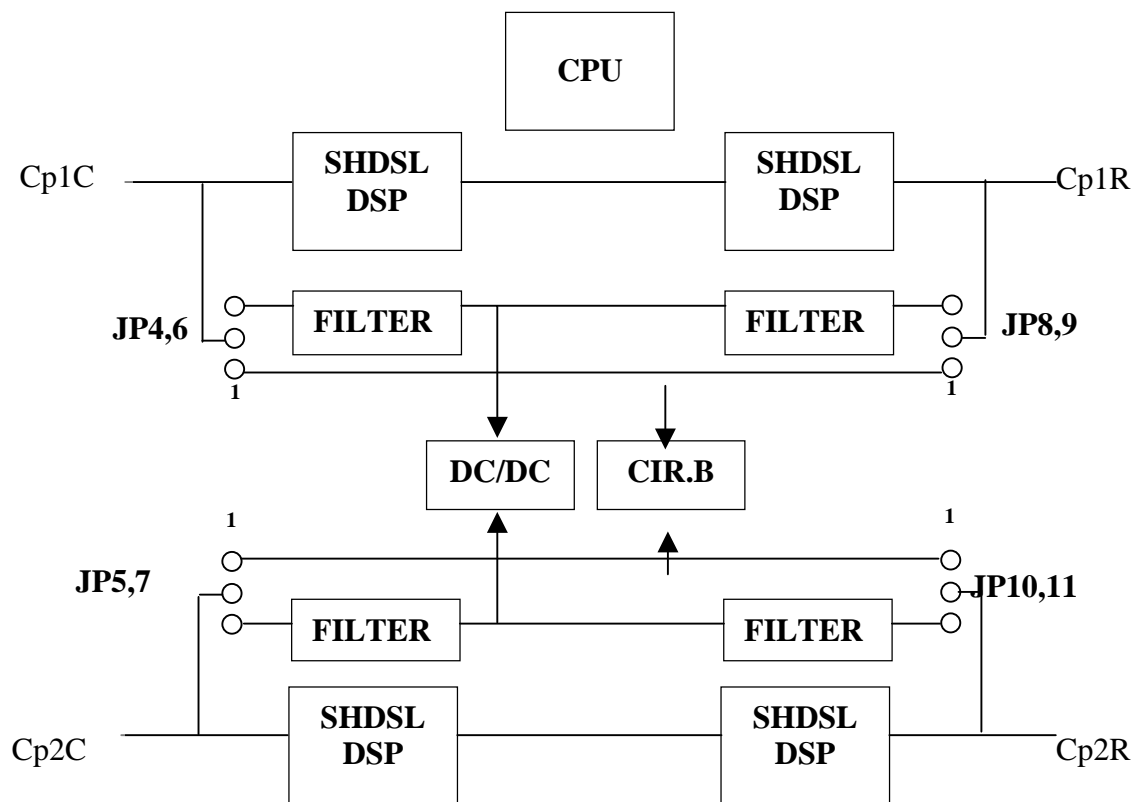 CPU
Cp1C
SHDSL
DSP
SHDSL
DSP
Cp1R
JP4,6
FILTER
FILTER
JP8,9
1
1
DC/DC
CIR.B
1
1
JP5,7
FILTER
FILTER
JP10,11
Cp2C
SHDSL
DSP
SHDSL
DSP
Cp2R